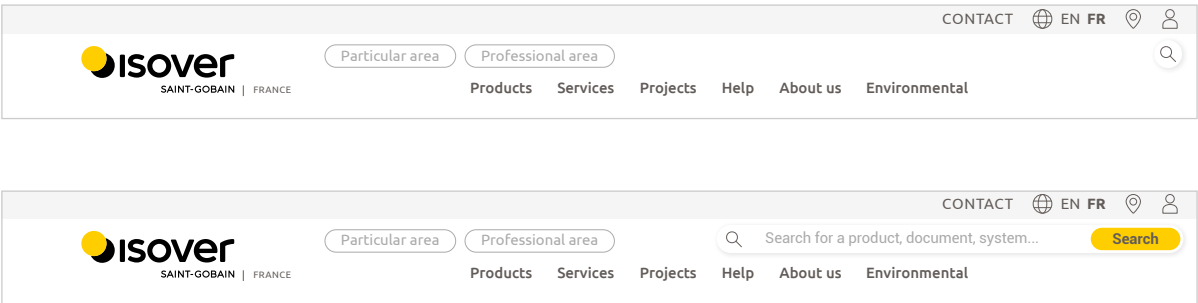 CONTACT EN FR
Particular area Professional area
isover
SAINT-GOBAIN | FRANCE
Products Services Projects Help About us Environmental
CONTACT EN FR
Particular area Professional area Search for a product, document, system... Search
isover
SAINT-GOBAIN | FRANCE
Products Services Projects Help About us Environmental